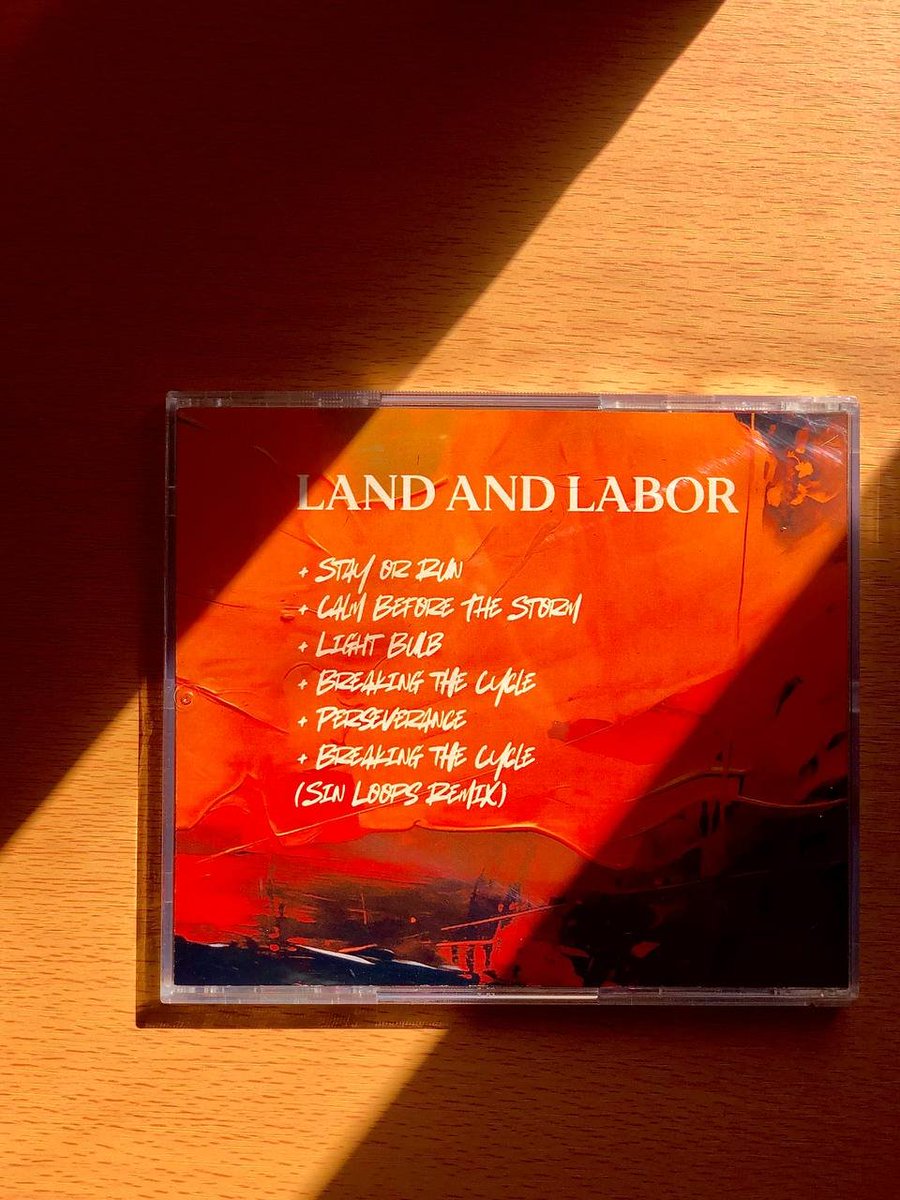 LAND AND LABOR
+ STAY OR RUN
+ CALM BEFORE THE STORM
+ LIGHT BULB
+ BREAKING THE CYCLE
+ PERSEVERANCE
+ BREAKING THE CYCLE
(SIN LOOPS REMIX)